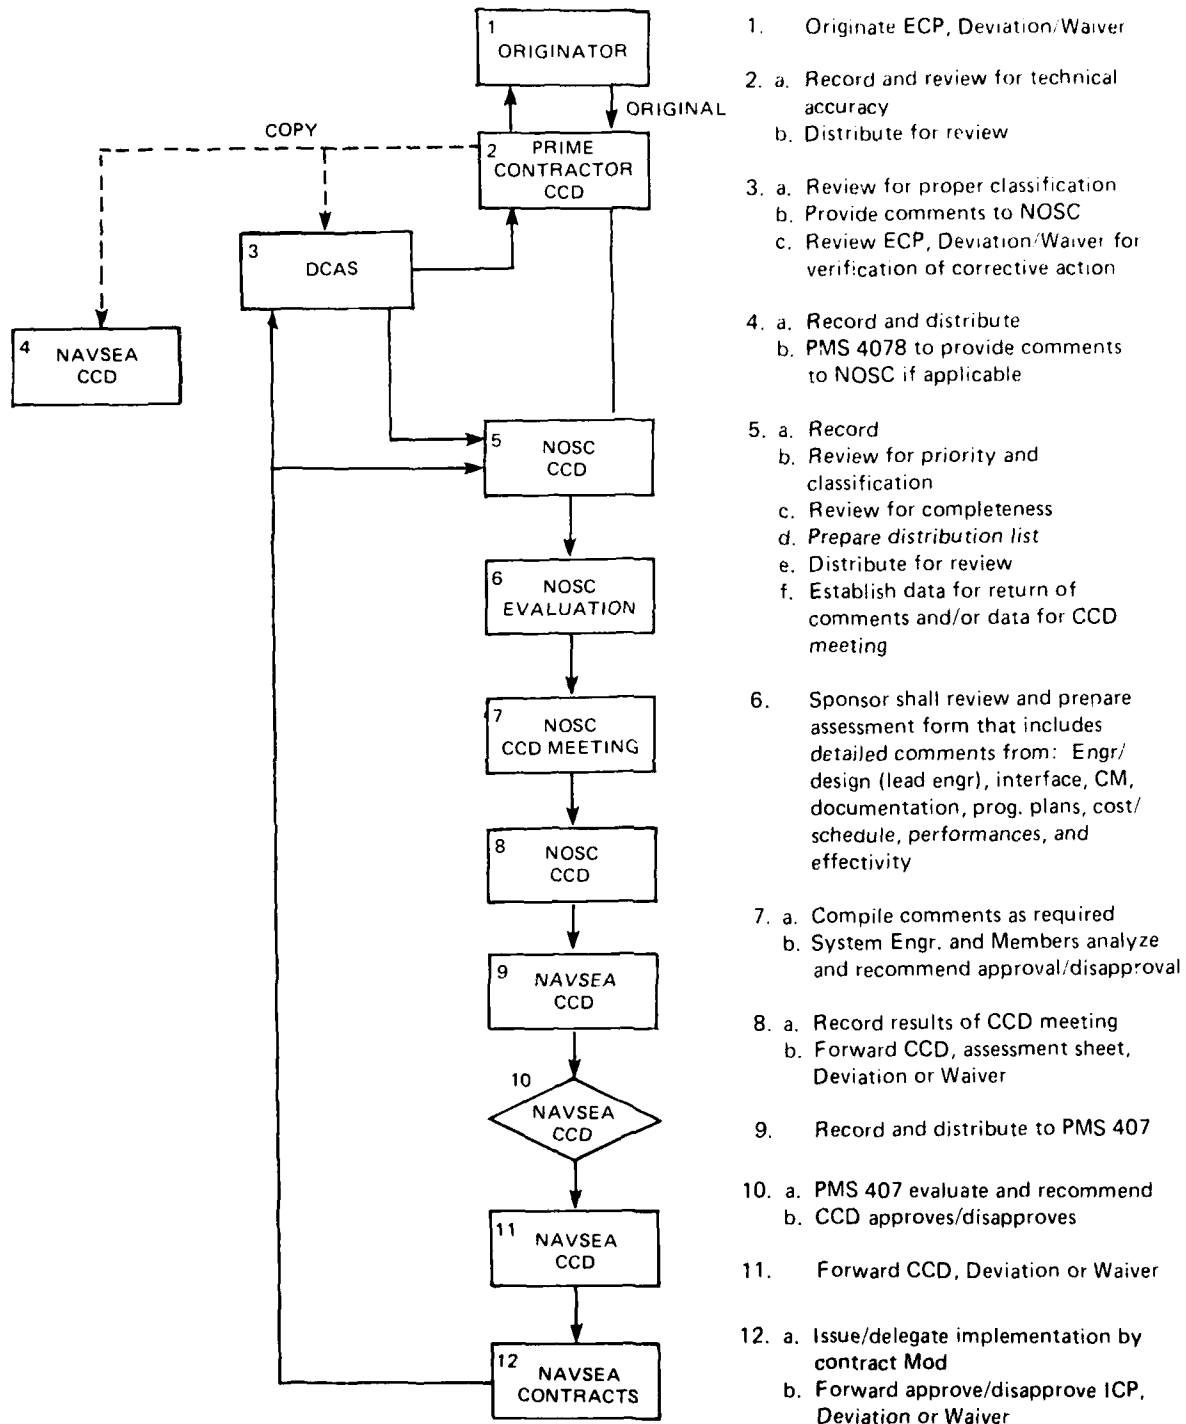 1
ORIGINATOR
ORIGINAL
COPY
2
PRIME
CONTRACTOR
CCD
3
DCAS
4
NAVSEA
CCD
5
NOSC
CCD
6
NOSC
EVALUATION
7
NOSC
CCD MEETING
8
NOSC
CCD
9
NAVSEA
CCD
10
NAVSEA
CCD
11
NAVSEA
CCD
12
NAVSEA
CONTRACTS
1. Originate ECP, Deviation/Waiver
2. a. Record and review for technical
accuracy
b. Distribute for review
3. a. Review for proper classification
b. Provide comments to NOSC
c. Review ECP, Deviation/Waiver for
verification of corrective action
4. a. Record and distribute
b. PMS 4078 to provide comments
to NOSC if applicable
5. a. Record
b. Review for priority and
classification
c. Review for completeness
d. Prepare distribution list
e. Distribute for review
f. Establish data for return of
comments and/or data for CCD
meeting
6. Sponsor shall review and prepare
assessment form that includes
detailed comments from: Engr/
design (lead engr), interface, CM,
documentation, prog. plans, cost/
schedule, performances, and
effectivity
7. a. Compile comments as required
b. System Engr. and Members analyze
and recommend approval/disapproval
8. a. Record results of CCD meeting
b. Forward CCD, assessment sheet,
Deviation or Waiver
9. Record and distribute to PMS 407
10. a. PMS 407 evaluate and recommend
b. CCD approves/disapproves
11. Forward CCD, Deviation or Waiver
12. a. Issue/delegate implementation by
contract Mod
b. Forward approve/disapprove ICP,
Deviation or Waiver